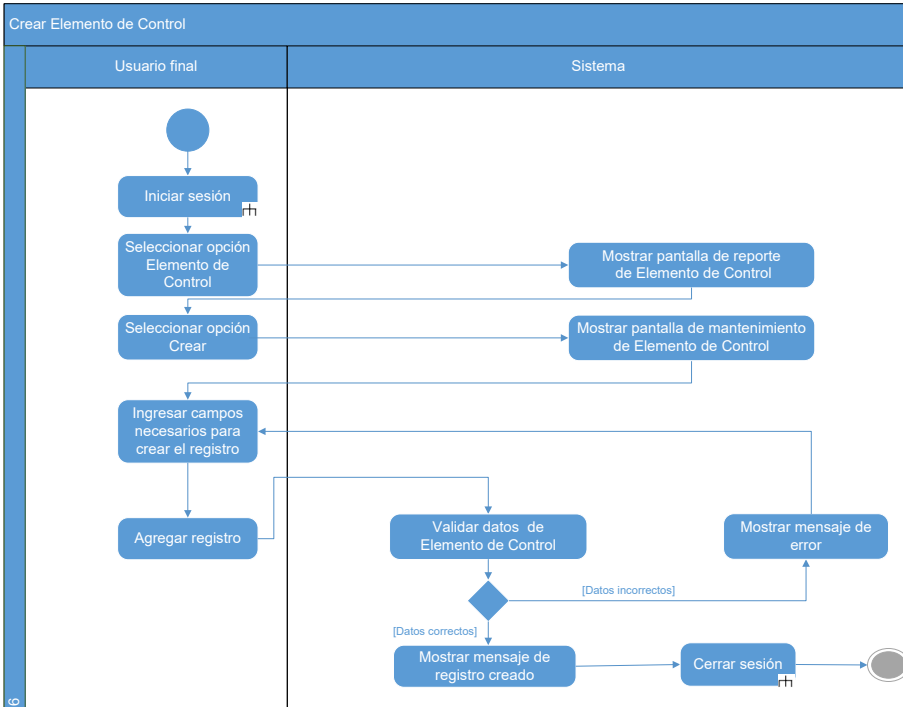 Crear Elemento de Control
Usuario final
Sistema
Iniciar sesión
Seleccionar opción
Elemento de
Control
Mostrar pantalla de reporte
de Elemento de Control
Seleccionar opción
Crear
Mostrar pantalla de mantenimiento
de Elemento de Control
Ingresar campos
necesarios para
crear el registro
Agregar registro
Validar datos de
Elemento de Control
Mostrar mensaje de
error
[Datos incorrectos]
[Datos correctos]
Mostrar mensaje de
registro creado
Cerrar sesión